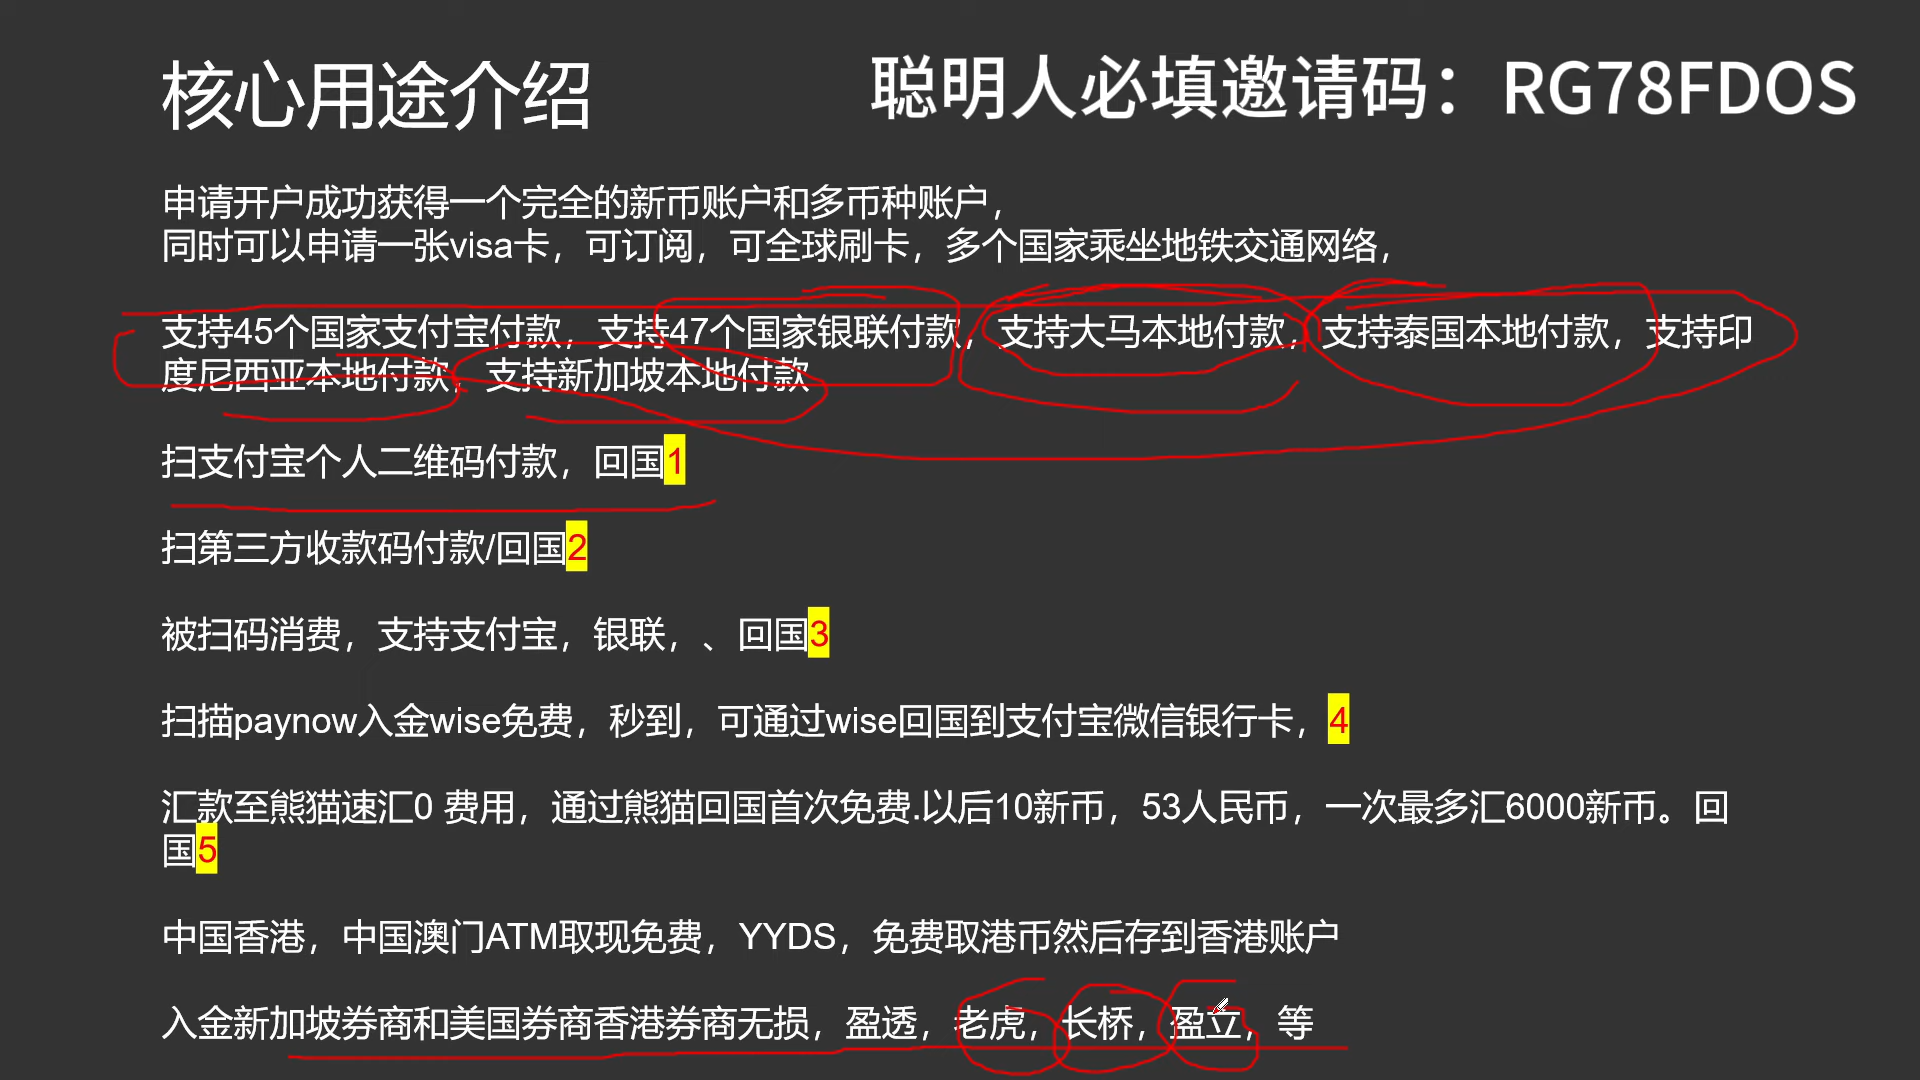 核心用途介绍
聪明人必填邀请码：RG78FDOS
申请开户成功获得一个完全的新币账户和多币种账户，
同时可以申请一张visa卡，可订阅，可全球刷卡，多个国家乘坐地铁交通网络，
支持45个国家支付宝付款，支持47个国家银联付款，支持大马本地付款，支持泰国本地付款，支持印
度尼西亚本地付款，支持新加坡本地付款
扫支付宝个人二维码付款，回国1
扫第三方收款码付款/回国2
被扫码消费，支持支付宝，银联，、回国3
扫描paynow入金wise免费，秒到，可通过wise回国到支付宝微信银行卡，4
汇款至熊猫速汇0 费用，通过熊猫回国首次免费.以后10新币，53人民币，一次最多汇6000新币。回
国5
中国香港，中国澳门ATM取现免费，YYDS，免费取港币然后存到香港账户
入金新加坡券商和美国券商香港券商无损，盈透，老虎，长桥，盈立，等